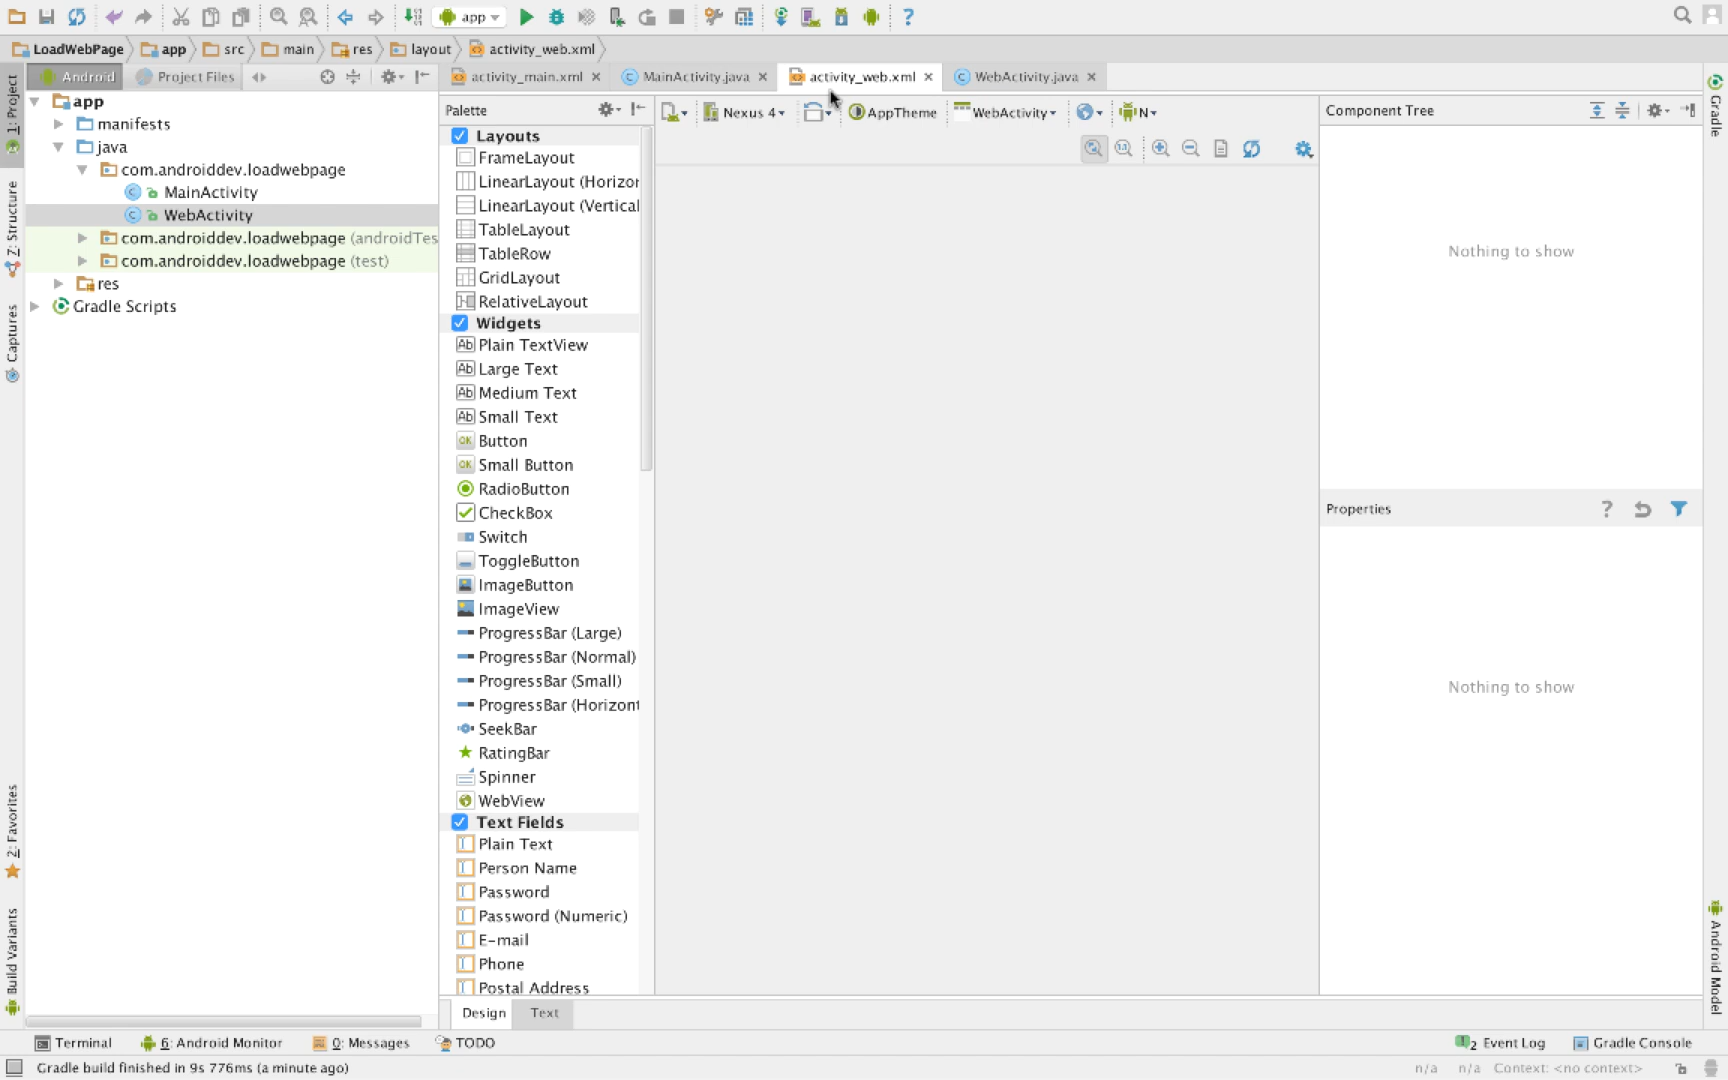 app
LoadWebPage app src main res layout activity_web.xml
Android Project Files
activity_main.xml MainActivity.java activity_web.xml WebActivity.java
1: Project
Z: Structure
Captures
2: Favorites
Build Variants
app
manifests
java
com.androiddev.loadwebpage
MainActivity
WebActivity
com.androiddev.loadwebpage (androidTes
com.androiddev.loadwebpage (test)
res
Gradle Scripts
Palette
Layouts
FrameLayout
LinearLayout (Horizor
LinearLayout (Vertical
TableLayout
TableRow
GridLayout
RelativeLayout
Widgets
Ab Plain TextView
Ab Large Text
Ab Medium Text
Ab Small Text
OK Button
OK Small Button
RadioButton
CheckBox
Switch
ToggleButton
ImageButton
ImageView
ProgressBar (Large)
ProgressBar (Normal)
ProgressBar (Small)
ProgressBar (Horizont
SeekBar
RatingBar
Spinner
WebView
Text Fields
Plain Text
Person Name
Password
Password (Numeric)
E-mail
Phone
Postal Address
Nexus 4 AppTheme WebActivity N
Component Tree
Nothing to show
Properties
Nothing to show
Gradle
Android Model
Design Text
Terminal 6: Android Monitor 0: Messages TODO
2 Event Log Gradle Console
Gradle build finished in 9s 776ms (a minute ago)
n/a n/a Context: <no context>